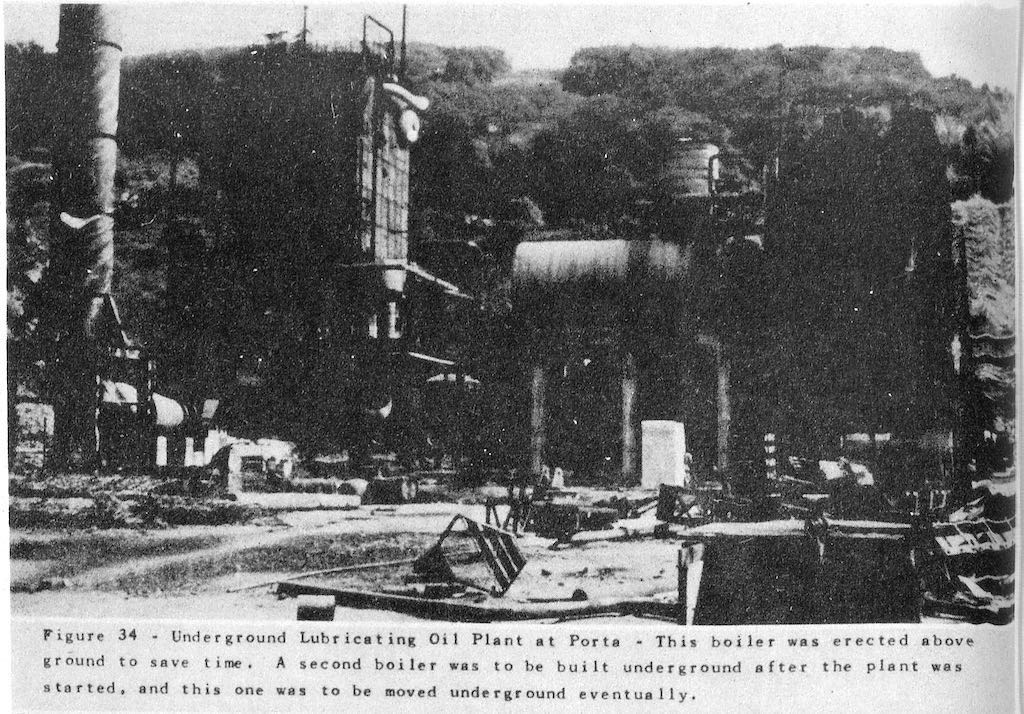 Figure 34 - Underground Lubricating Oil Plant at Porta - This boiler was erected above
ground to save time. A second boiler was to be built underground after the plant was
started, and this one was to be moved underground eventually.